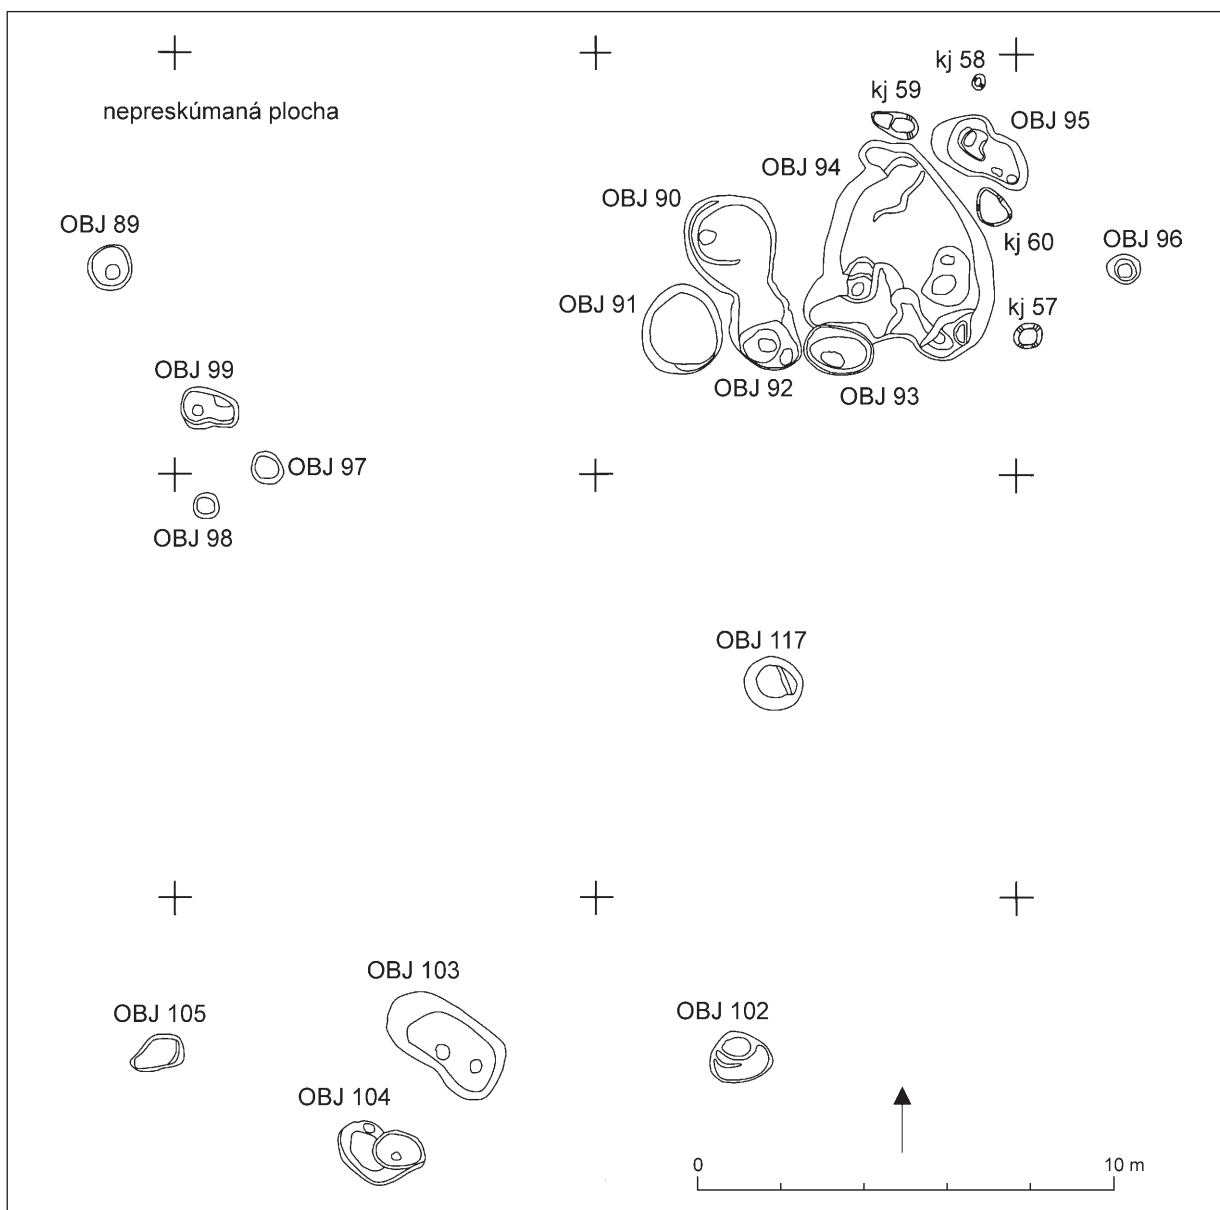 kj 58
kj 59
nepreskúmaná plocha
OBJ 95
OBJ 94
OBJ 90
OBJ 89
kj 60
OBJ 96
OBJ 91
kj 57
OBJ 99
OBJ 92
OBJ 93
OBJ 97
OBJ 98
OBJ 117
OBJ 103
OBJ 105
OBJ 102
OBJ 104
0
10 m